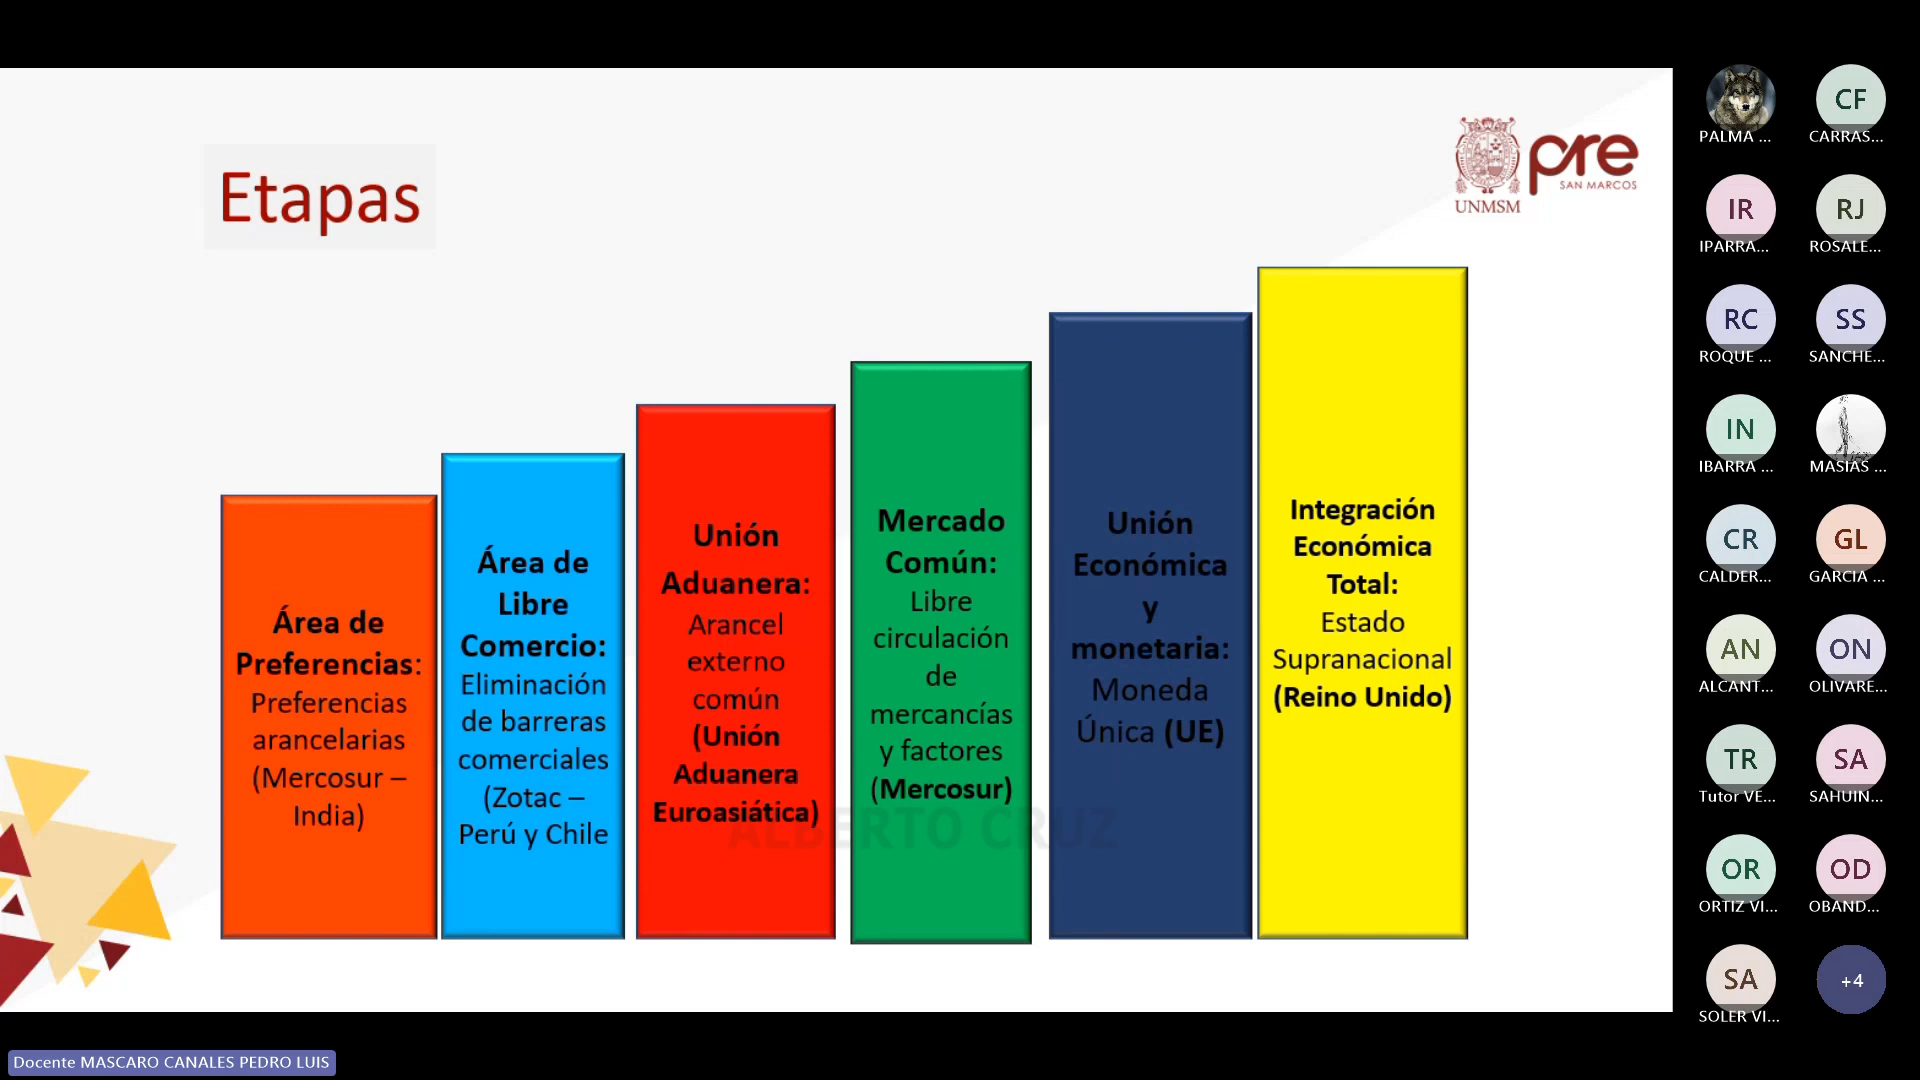 Etapas
UNMSM
pre
SAN MARCOS
Área de
Preferencias:
Preferencias
arancelarias
(Mercosur –
India)
Área de
Libre
Comercio:
Eliminación
de barreras
comerciales
(Zotac –
Perú y Chile
Unión
Aduanera:
Arancel
externo
común
(Unión
Aduanera
Euroasiática)
Mercado
Común:
Libre
circulación
de
mercancías
y factores
(Mercosur)
Unión
Económica
y
monetaria:
Moneda
Única (UE)
Integración
Económica
Total:
Estado
Supranacional
(Reino Unido)
ALBERTO CRUZ
PALMA ...
CF
CARRAS...
IR
IPARRA...
RJ
ROSALE...
RC
ROQUE ...
SS
SANCHE...
IN
IBARRA ...
MASÍAS ...
CR
CALDER...
GL
GARCIA ...
AN
ALCANT...
ON
OLIVARE...
TR
Tutor VE...
SA
SAHUIN...
OR
ORTIZ VI...
OD
OBAND...
SA
SOLER VI...
+4
Docente MASCARO CANALES PEDRO LUIS